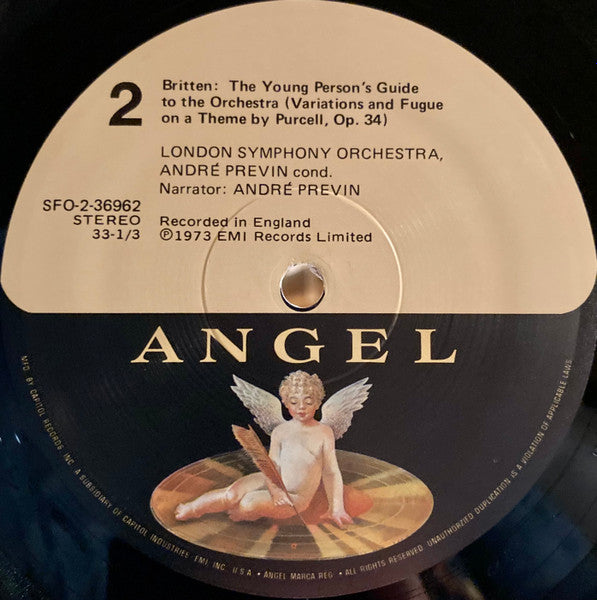 2
Britten: The Young Person's Guide
to the Orchestra (Variations and Fugue
on a Theme by Purcell, Op. 34)
LONDON SYMPHONY ORCHESTRA,
ANDRÉ PREVIN cond.
Narrator: ANDRÉ PREVIN
SFO-2-36962
STEREO
33-1/3
Recorded in England
℗1973 EMI Records Limited
ANGEL
MFD. BY CAPITOL RECORDS, INC. A SUBSIDIARY OF CAPITOL INDUSTRIES-EMI, INC. U.S.A. • ANGEL MARCA REG. • ALL RIGHTS RESERVED. UNAUTHORIZED DUPLICATION IS A VIOLATION OF APPLICABLE LAWS.